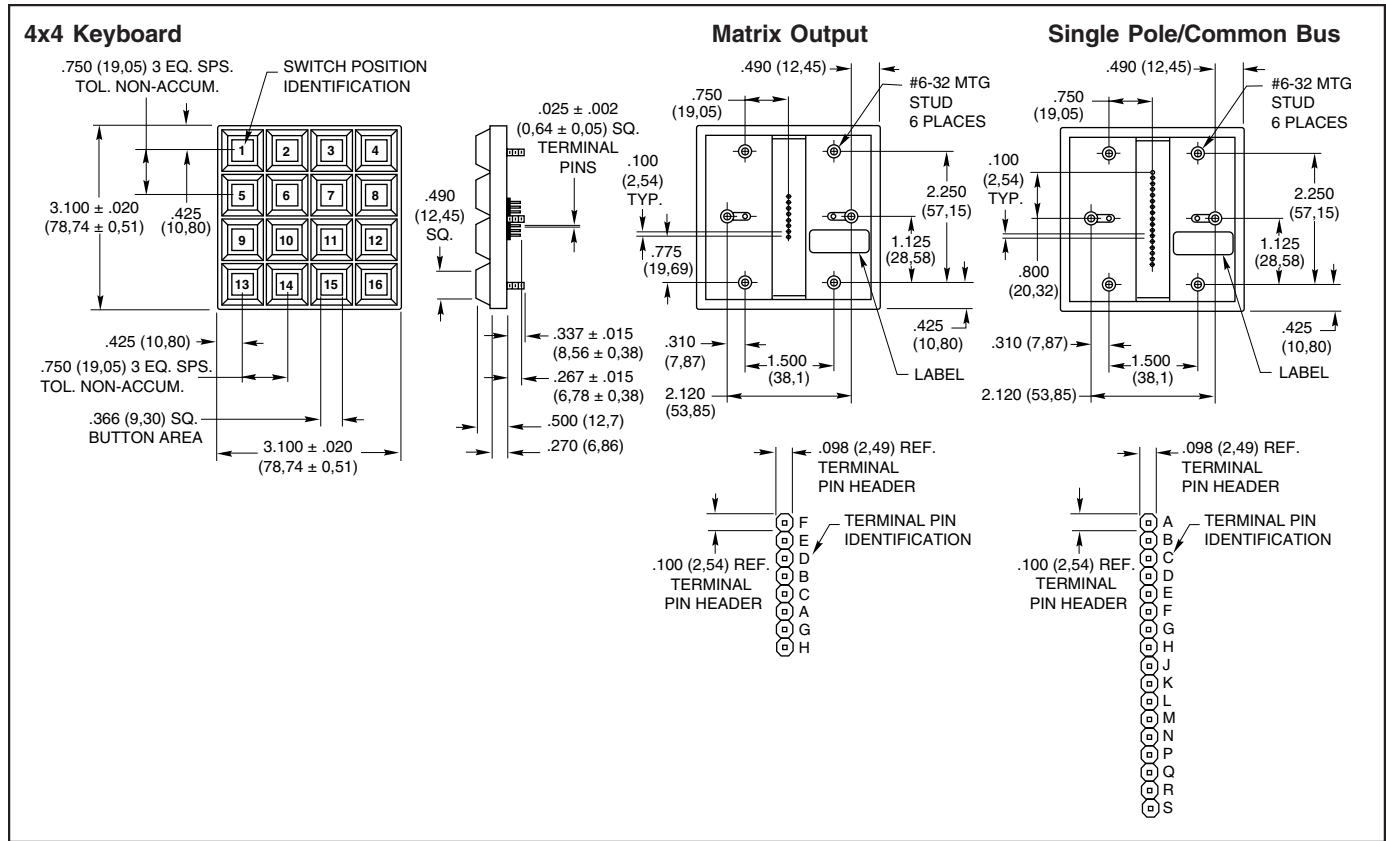 4x4 Keyboard
.750 (19,05) 3 EQ. SPS.
TOL. NON-ACCUM.
SWITCH POSITION
IDENTIFICATION
3.100 ± .020
(78,74 ± 0,51)
.425
(10,80)
1 2 3 4
5 6 7 8
9 10 11 12
13 14 15 16
.425 (10,80)
.750 (19,05) 3 EQ. SPS.
TOL. NON-ACCUM.
.366 (9,30) SQ.
BUTTON AREA
3.100 ± .020
(78,74 ± 0,51)
.025 ± .002
(0,64 ± 0,05) SQ.
TERMINAL
PINS
.490
(12,45)
SQ.
.337 ± .015
(8,56 ± 0,38)
.267 ± .015
(6,78 ± 0,38)
.500 (12,7)
.270 (6,86)
Matrix Output
.490 (12,45)
.750
(19,05)
#6-32 MTG
STUD
6 PLACES
.100
(2,54)
TYP.
2.250
(57,15)
1.125
(28,58)
.775
(19,69)
.425
(10,80)
.310
(7,87)
1.500
(38,1)
LABEL
2.120
(53,85)
.098 (2,49) REF.
TERMINAL
PIN HEADER
TERMINAL PIN
IDENTIFICATION
.100 (2,54) REF.
TERMINAL
PIN HEADER
F
E
D
B
C
A
G
H
Single Pole/Common Bus
.490 (12,45)
.750
(19,05)
#6-32 MTG
STUD
6 PLACES
.100
(2,54)
TYP.
2.250
(57,15)
1.125
(28,58)
.800
(20,32)
.425
(10,80)
.310 (7,87)
1.500
(38,1)
LABEL
2.120 (53,85)
.098 (2,49) REF.
TERMINAL
PIN HEADER
TERMINAL PIN
IDENTIFICATION
.100 (2,54) REF.
TERMINAL
PIN HEADER
A
B
C
D
E
F
G
H
J
K
L
M
N
P
Q
R
S